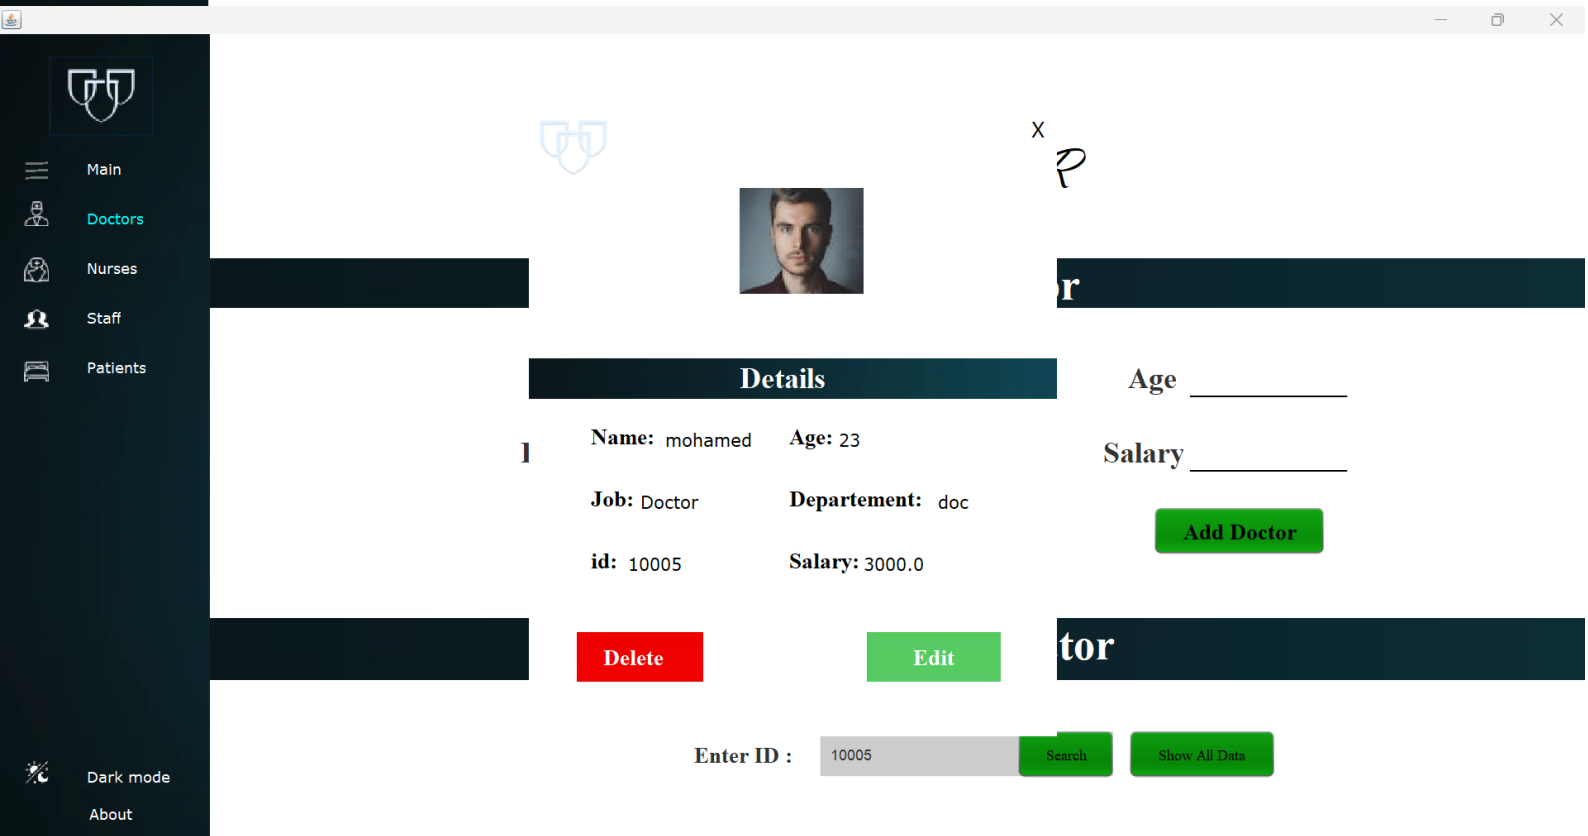 Main
Doctors
Nurses
Staff
Patients
Dark mode
About
X
R
r
Details
Name: mohamed Age: 23
Job: Doctor Departement: doc
id: 10005 Salary: 3000.0
Delete Edit
Age
Salary
Add Doctor
tor
Enter ID : 10005 Search Show All Data